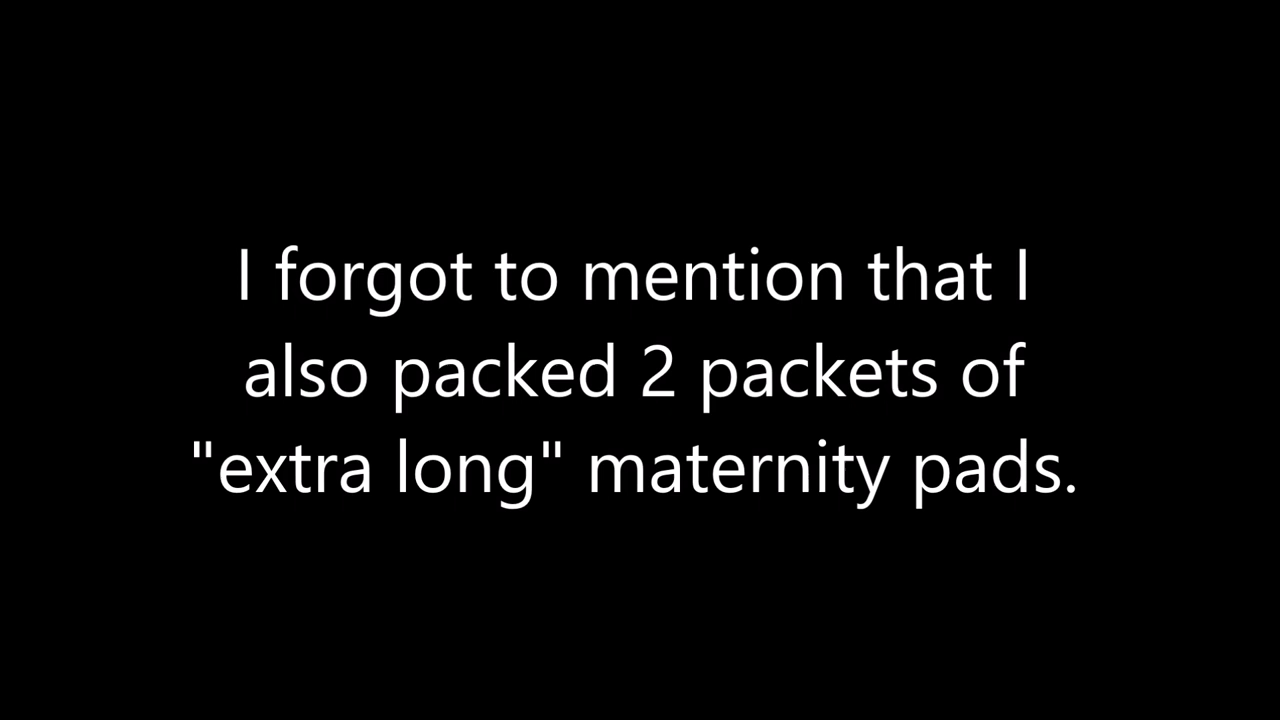 I forgot to mention that I
also packed 2 packets of
"extra long" maternity pads.